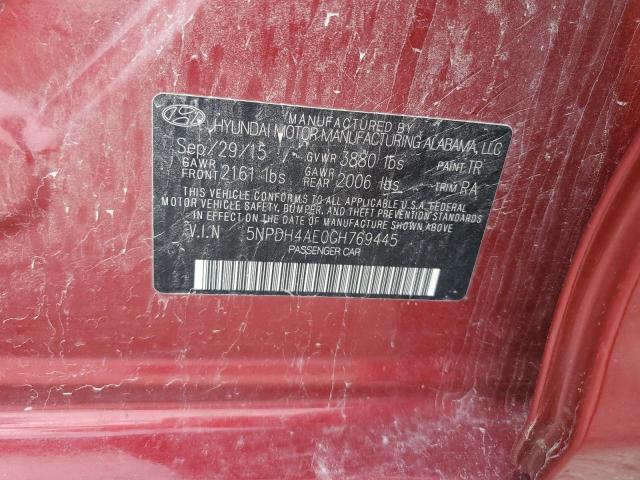 MANUFACTURED BY
HYUNDAI MOTOR MANUFACTURING ALABAMA, LLC
Sep/29/15 GVWR 3880 lbs PAINT: TR
GAWR FRONT 2161 lbs GAWR REAR 2006 lbs TRIM RA
THIS VEHICLE CONFORMS TO ALL APPLICABLE U.S.A. FEDERAL
MOTOR VEHICLE SAFETY, BUMPER, AND THEFT PREVENTION STANDARDS
IN EFFECT ON THE DATE OF MANUFACTURE SHOWN ABOVE.
V.I.N 5NPDH4AE0GH769445
PASSENGER CAR